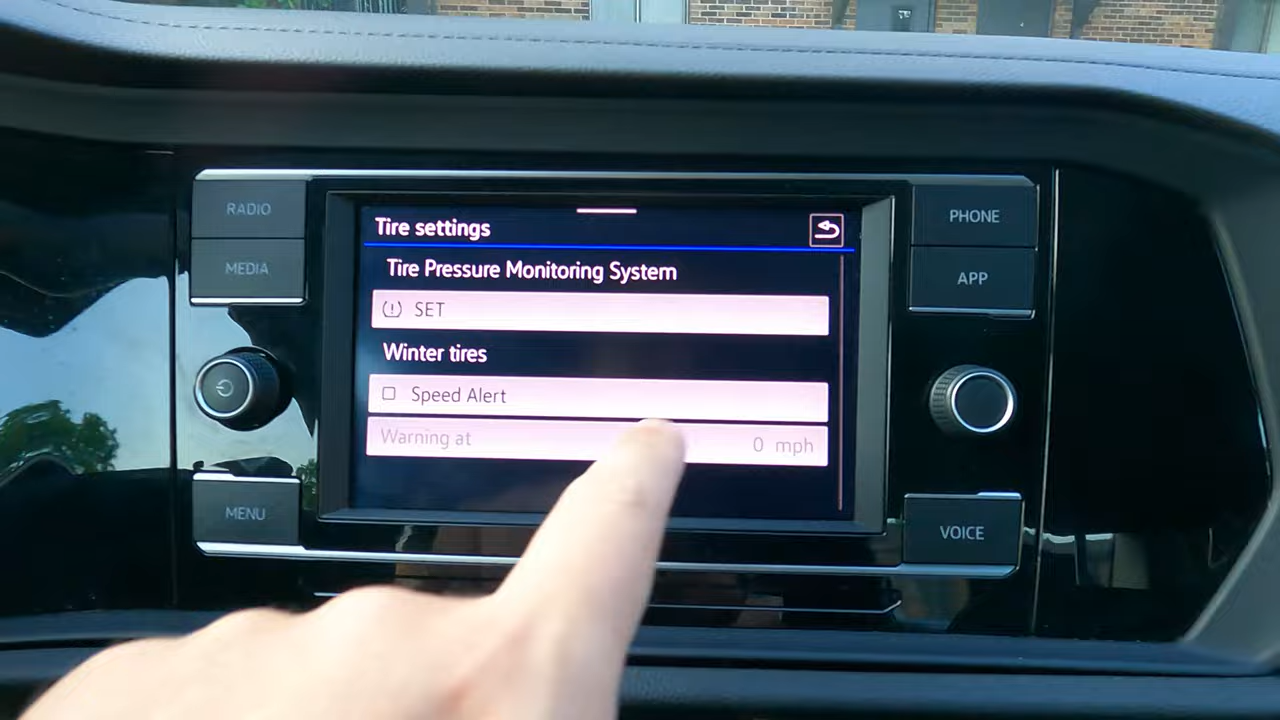 RADIO
MEDIA
MENU
Tire settings
Tire Pressure Monitoring System
(!) SET
Winter tires
Speed Alert
Warning at 0 mph
PHONE
APP
VOICE